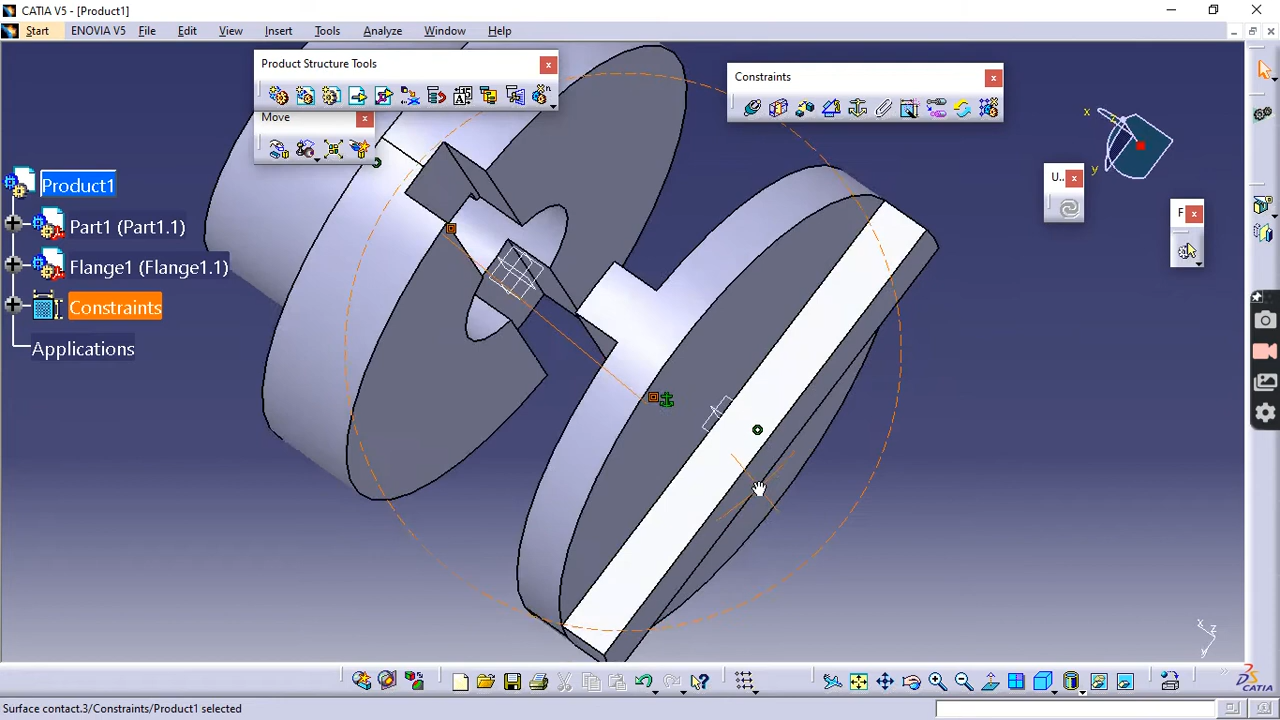 CATIA V5 - [Product1]
Start ENOVIA V5 File Edit View Insert Tools Analyze Window Help
Product Structure Tools
Constraints
Move
x
y
U..
F
Product1
Part1 (Part1.1)
Flange1 (Flange1.1)
Constraints
Applications
x z
y
CATIA
Surface contact.3/Constraints/Product1 selected